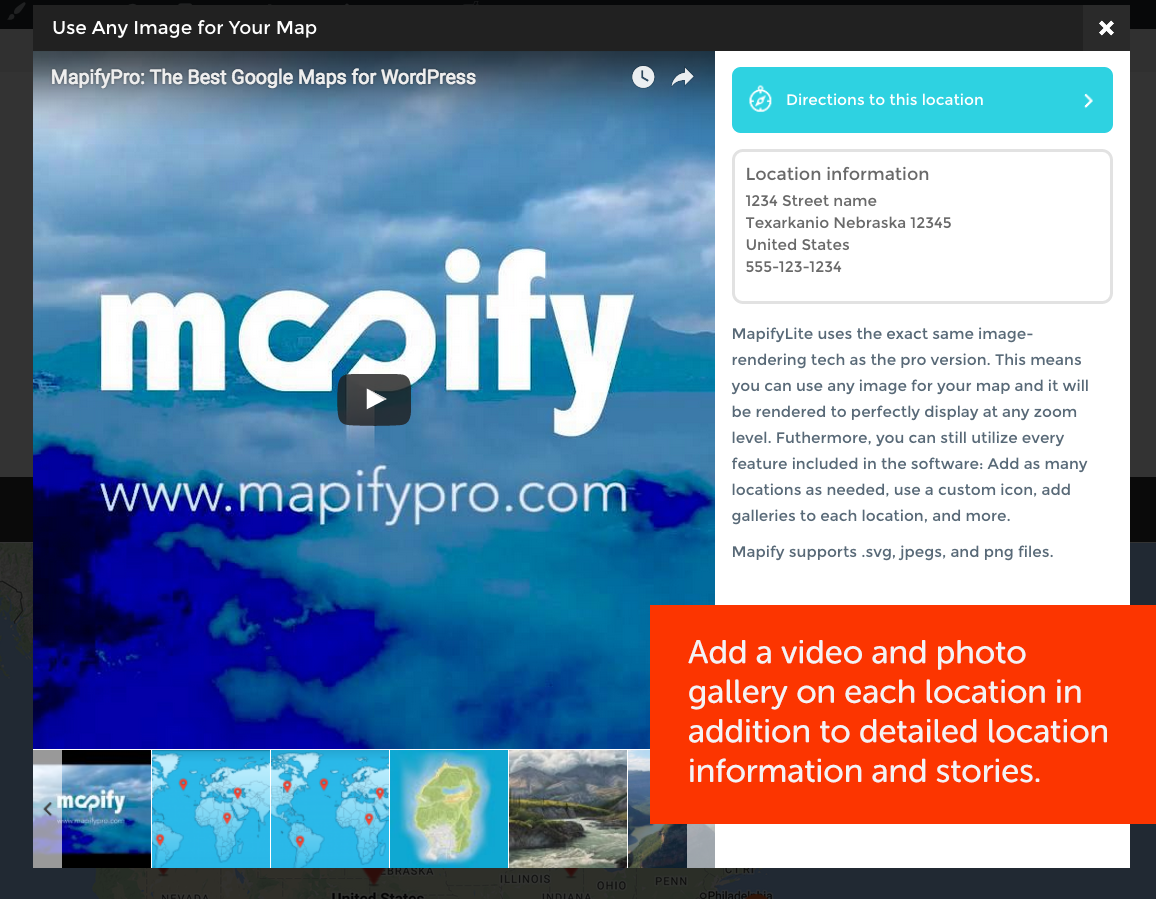 Use Any Image for Your Map
MapifyPro: The Best Google Maps for WordPress
mapify
www.mapifypro.com
Directions to this location
Location information
1234 Street name
Texarkanio Nebraska 12345
United States
555-123-1234
MapifyLite uses the exact same image-
rendering tech as the pro version. This means
you can use any image for your map and it will
be rendered to perfectly display at any zoom
level. Futhermore, you can still utilize every
feature included in the software: Add as many
locations as needed, use a custom icon, add
galleries to each location, and more.
Mapify supports .svg, jpegs, and png files.
Add a video and photo
gallery on each location in
addition to detailed location
information and stories.
mapify
www.mapifypro.com
ILLINOIS
OHIO
PENN
Philadelphia
NEVADA
United States
INDIANA